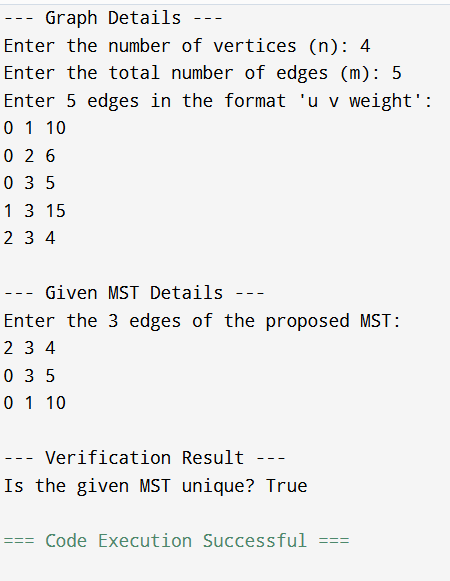 --- Graph Details ---
Enter the number of vertices (n): 4
Enter the total number of edges (m): 5
Enter 5 edges in the format 'u v weight':
0 1 10
0 2 6
0 3 5
1 3 15
2 3 4
--- Given MST Details ---
Enter the 3 edges of the proposed MST:
2 3 4
0 3 5
0 1 10
--- Verification Result ---
Is the given MST unique? True
=== Code Execution Successful ===